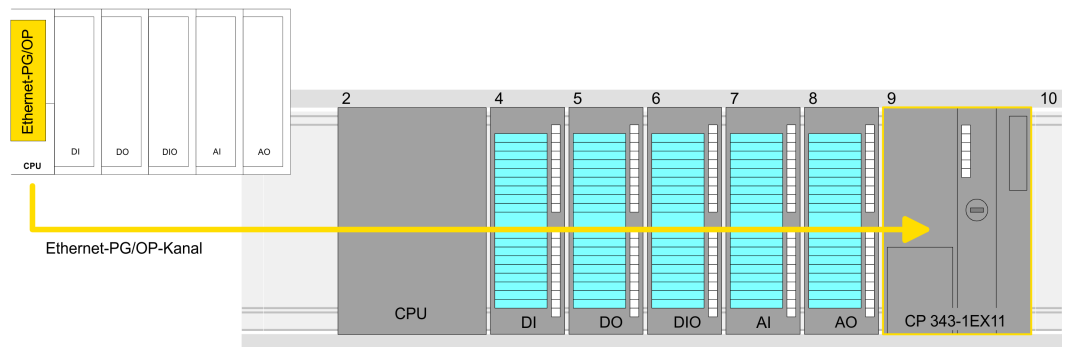 Ethernet-PG/OP
CPU
DI
DO
DIO
AI
AO
2
4
5
6
7
8
9
10
Ethernet-PG/OP-Kanal
CPU
DI
DO
DIO
AI
AO
CP 343-1EX11